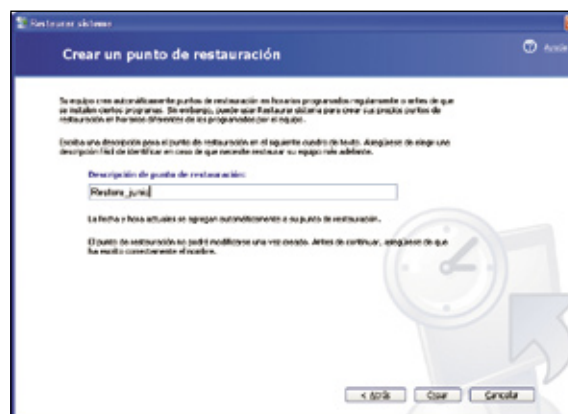 Restaurar sistema
Crear un punto de restauración
Su equipo crea automáticamente puntos de restauración en horarios programados regularmente o antes de que
se instalen ciertos programas. Sin embargo, puede usar Restaurar sistema para crear sus propios puntos de
restauración en horarios diferentes de los programados por el equipo.
Escriba una descripción para el punto de restauración en el siguiente cuadro de texto. Asegúrese de elegir una
descripción fácil de identificar en caso de que necesite restaurar su equipo más adelante.
Descripción de punto de restauración:
La fecha y hora actuales se agregan automáticamente a su punto de restauración.
El punto de restauración no podrá modificarse una vez creado. Antes de continuar, asegúrese de que
ha escrito correctamente el nombre.
< Atrás
Crear
Cancelar